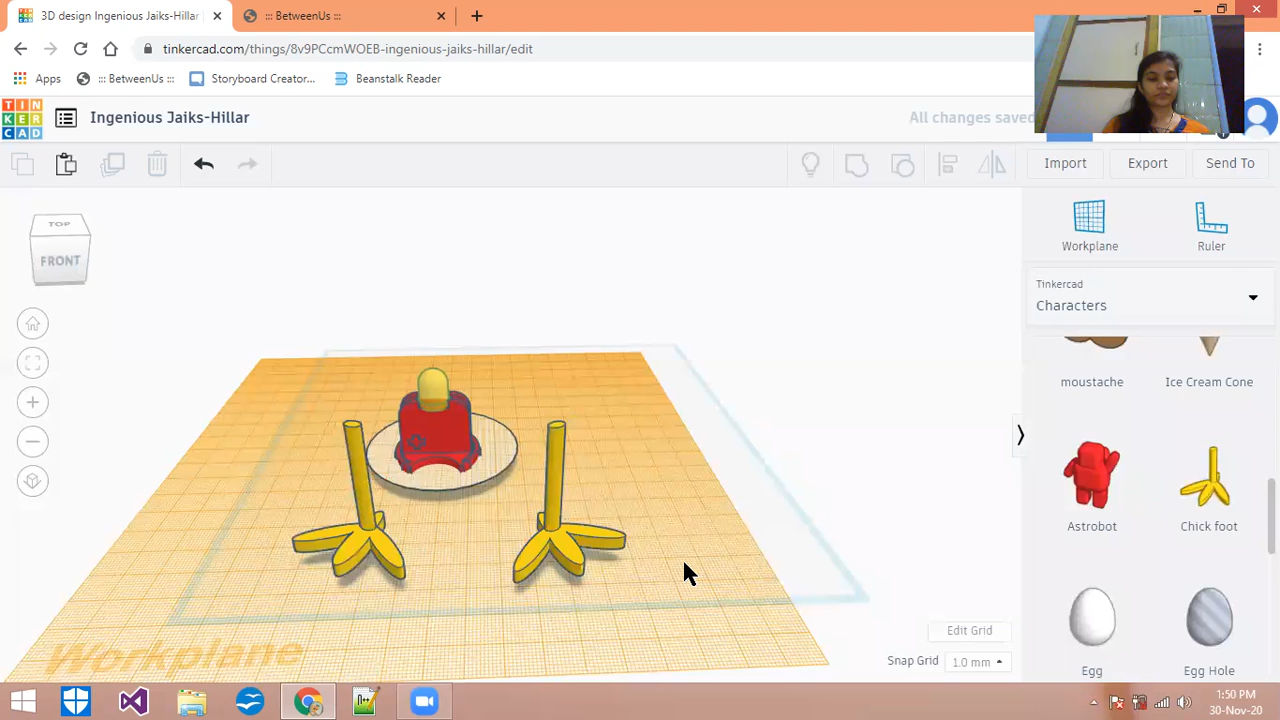 3D design Ingenious Jaiks-Hillar
::: BetweenUs :::
tinkercad.com/things/8v9PCcmWOEB-ingenious-jaiks-hillar/edit
Apps
::: BetweenUs :::
Storyboard Creator...
Beanstalk Reader
TIN
KER
CAD
Ingenious Jaiks-Hillar
All changes saved
Import
Export
Send To
TOP
FRONT
Workplane
Ruler
Tinkercad
Characters
moustache
Ice Cream Cone
Astrobot
Chick foot
Egg
Egg Hole
Workplane
Edit Grid
Snap Grid
1.0 mm
1:50 PM
30-Nov-20